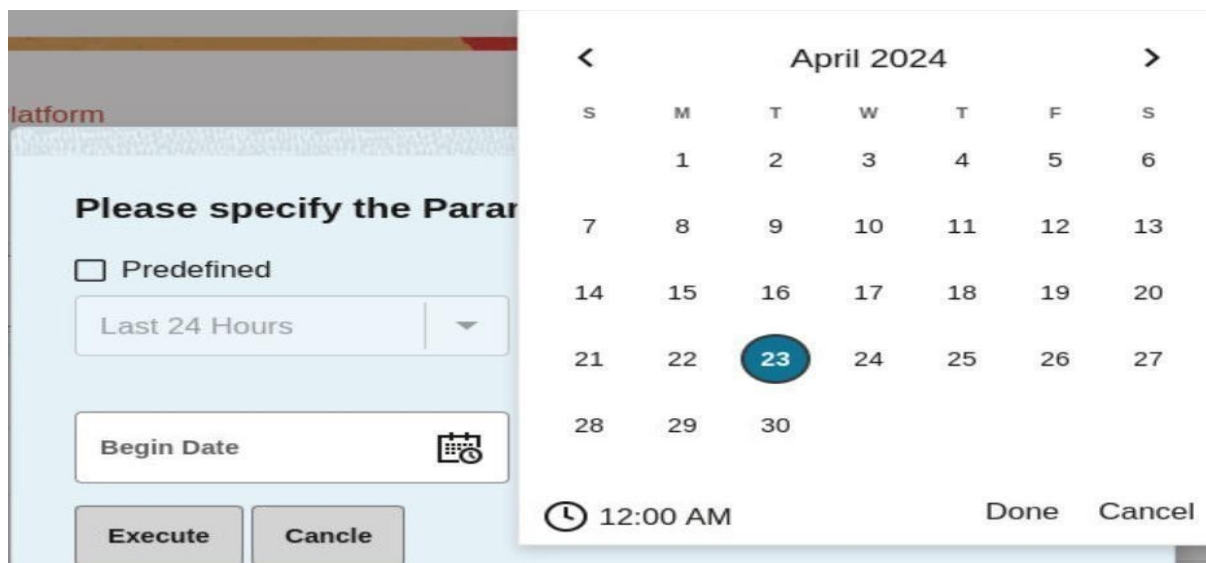 latform
Please specify the Parar
Predefined
Last 24 Hours
Begin Date
Execute Cancle
April 2024
S M T W T F S
1 2 3 4 5 6
7 8 9 10 11 12 13
14 15 16 17 18 19 20
21 22 23 24 25 26 27
28 29 30
12:00 AM Done Cancel